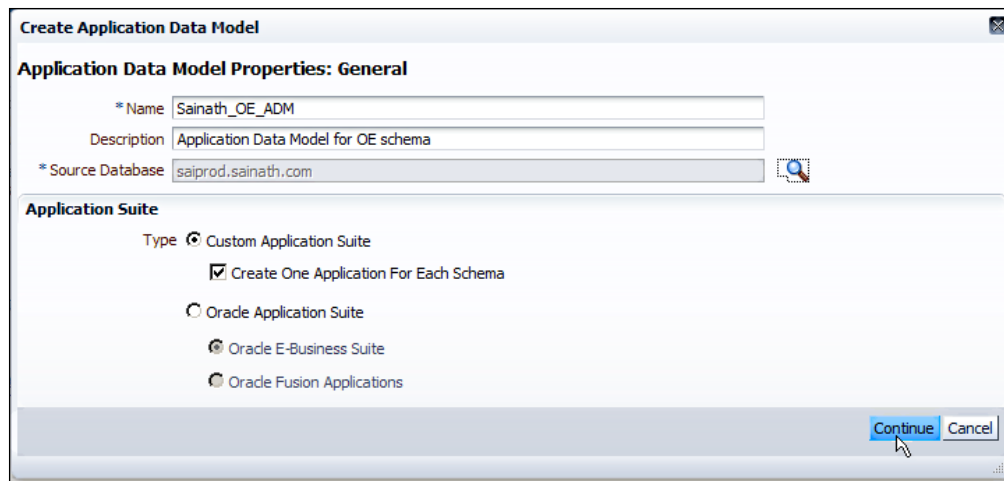 Create Application Data Model
Application Data Model Properties: General
* Name Sainath_OE_ADM
Description Application Data Model for OE schema
* Source Database saiprod.sainath.com
Application Suite
Type Custom Application Suite
Create One Application For Each Schema
Oracle Application Suite
Oracle E-Business Suite
Oracle Fusion Applications
Continue Cancel